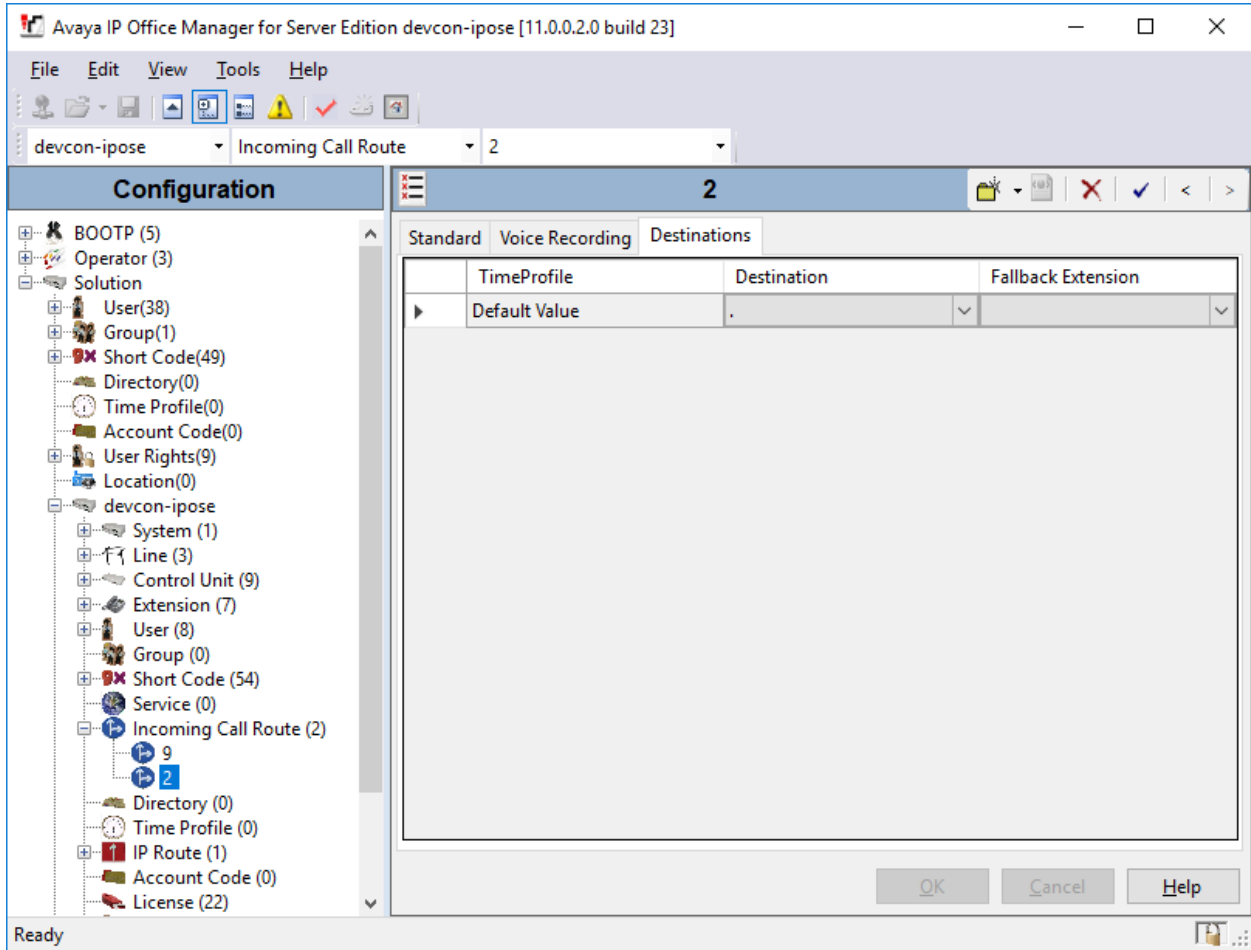 Avaya IP Office Manager for Server Edition devcon-ipose [11.0.0.2.0 build 23]
File Edit View Tools Help
devcon-ipose Incoming Call Route 2
Configuration
BOOTP (5)
Operator (3)
Solution
User(38)
Group(1)
Short Code(49)
Directory(0)
Time Profile(0)
Account Code(0)
User Rights(9)
Location(0)
devcon-ipose
System (1)
Line (3)
Control Unit (9)
Extension (7)
User (8)
Group (0)
Short Code (54)
Service (0)
Incoming Call Route (2)
9
2
Directory (0)
Time Profile (0)
IP Route (1)
Account Code (0)
License (22)
2
Standard Voice Recording Destinations
TimeProfile Destination Fallback Extension
Default Value .
OK Cancel Help
Ready